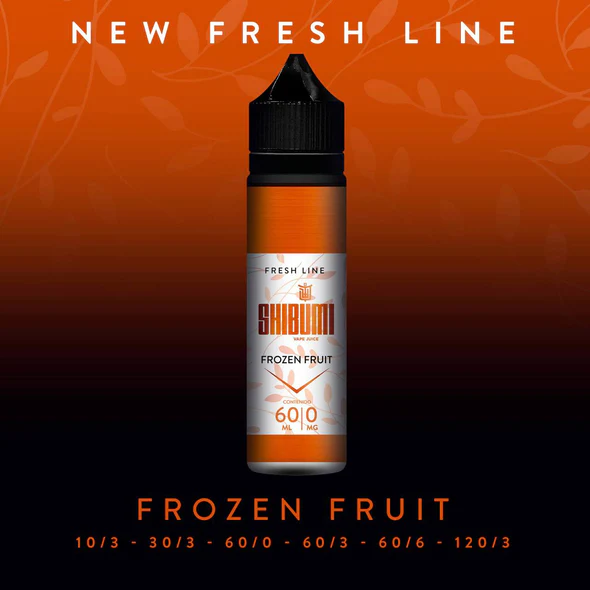 NEW FRESH LINE
FRESH LINE
SHIBUMI
VAPE JUICE
FROZEN FRUIT
CONTENIDO
60 | 0
ML | MG
FROZEN FRUIT
10/3 - 30/3 - 60/0 - 60/3 - 60/6 - 120/3